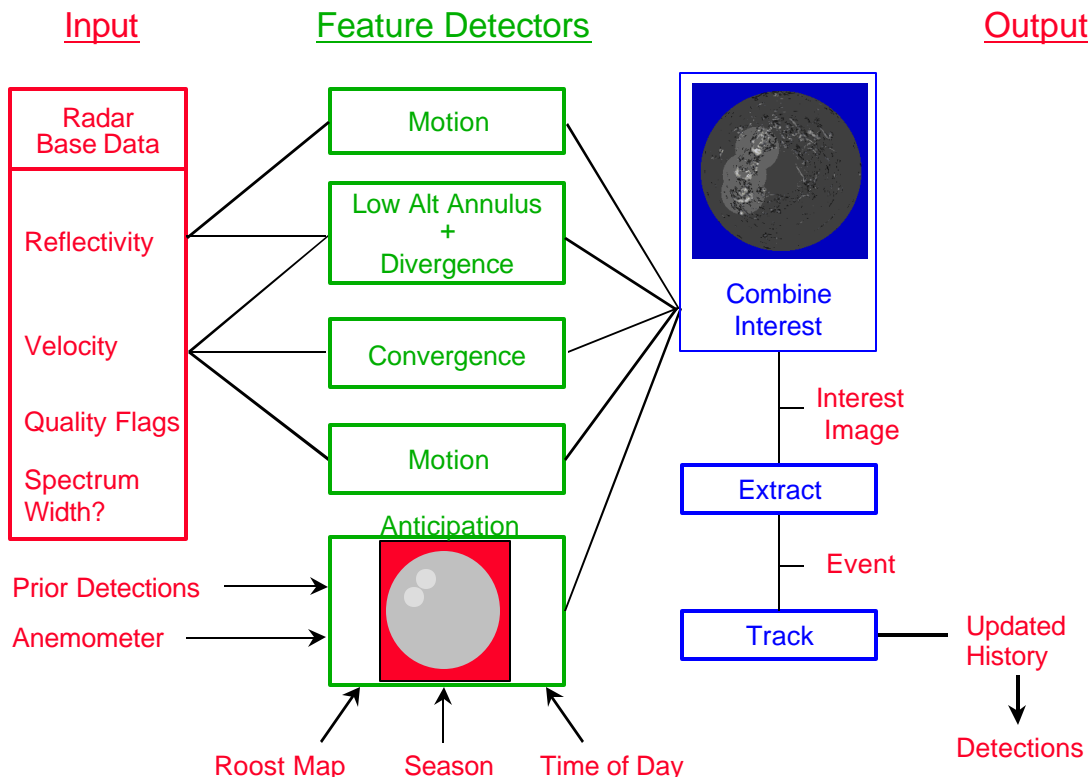 Input
Feature Detectors
Output
Radar
Base Data
Reflectivity
Velocity
Quality Flags
Spectrum
Width?
Prior Detections
Anemometer
Motion
Low Alt Annulus
+
Divergence
Convergence
Motion
Anticipation
Roost Map
Season
Time of Day
Combine
Interest
Interest
Image
Extract
Event
Track
Updated
History
Detections